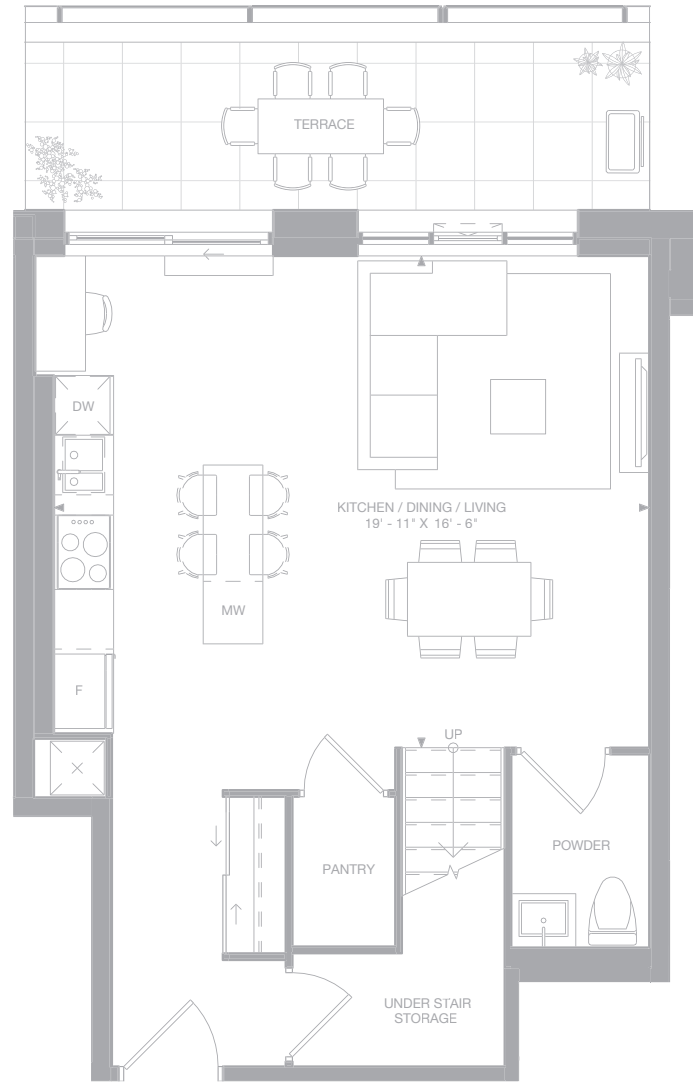 TERRACE
DW
KITCHEN / DINING / LIVING
19' - 11" X 16' - 6"
MW
F
UP
POWDER
PANTRY
UNDER STAIR
STORAGE